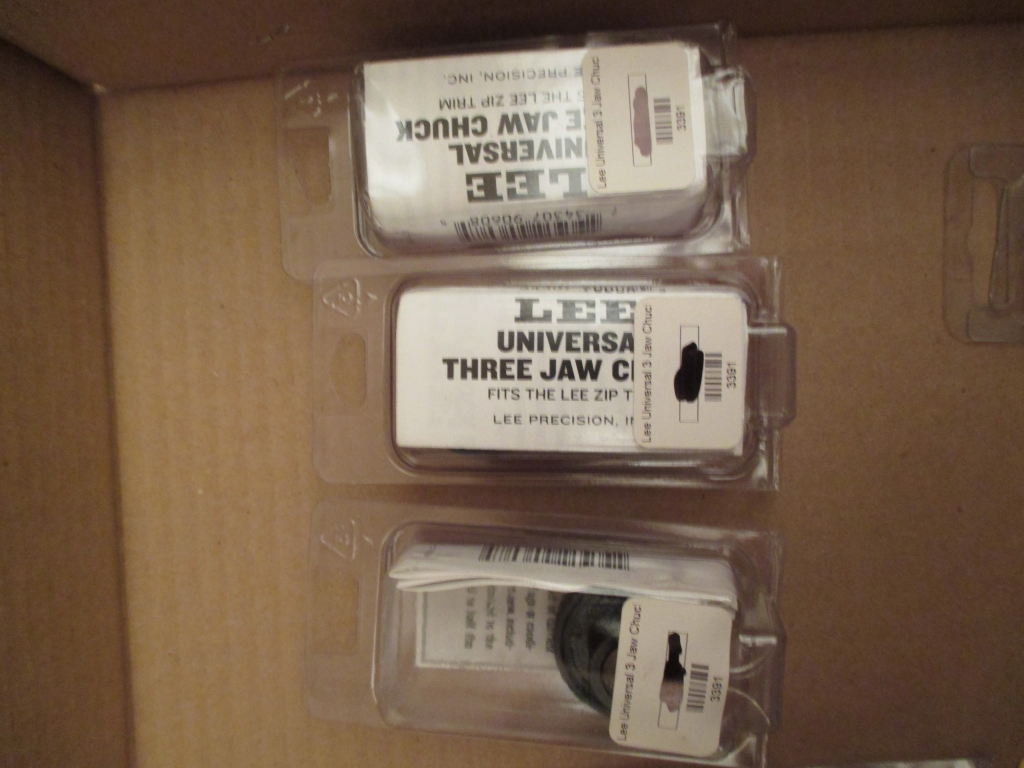 LEE
UNIVERSAL
E JAW CHUCK
S THE LEE ZIP TRIM
E PRECISION, INC.
34307 90608
Lee Universal 3 Jaw Chuc
3391
LEE
UNIVERSA
THREE JAW C
FITS THE LEE ZIP T
LEE PRECISION, I
Lee Universal 3 Jaw Chuc
3391
Lee Universal 3 Jaw Chuc
3391